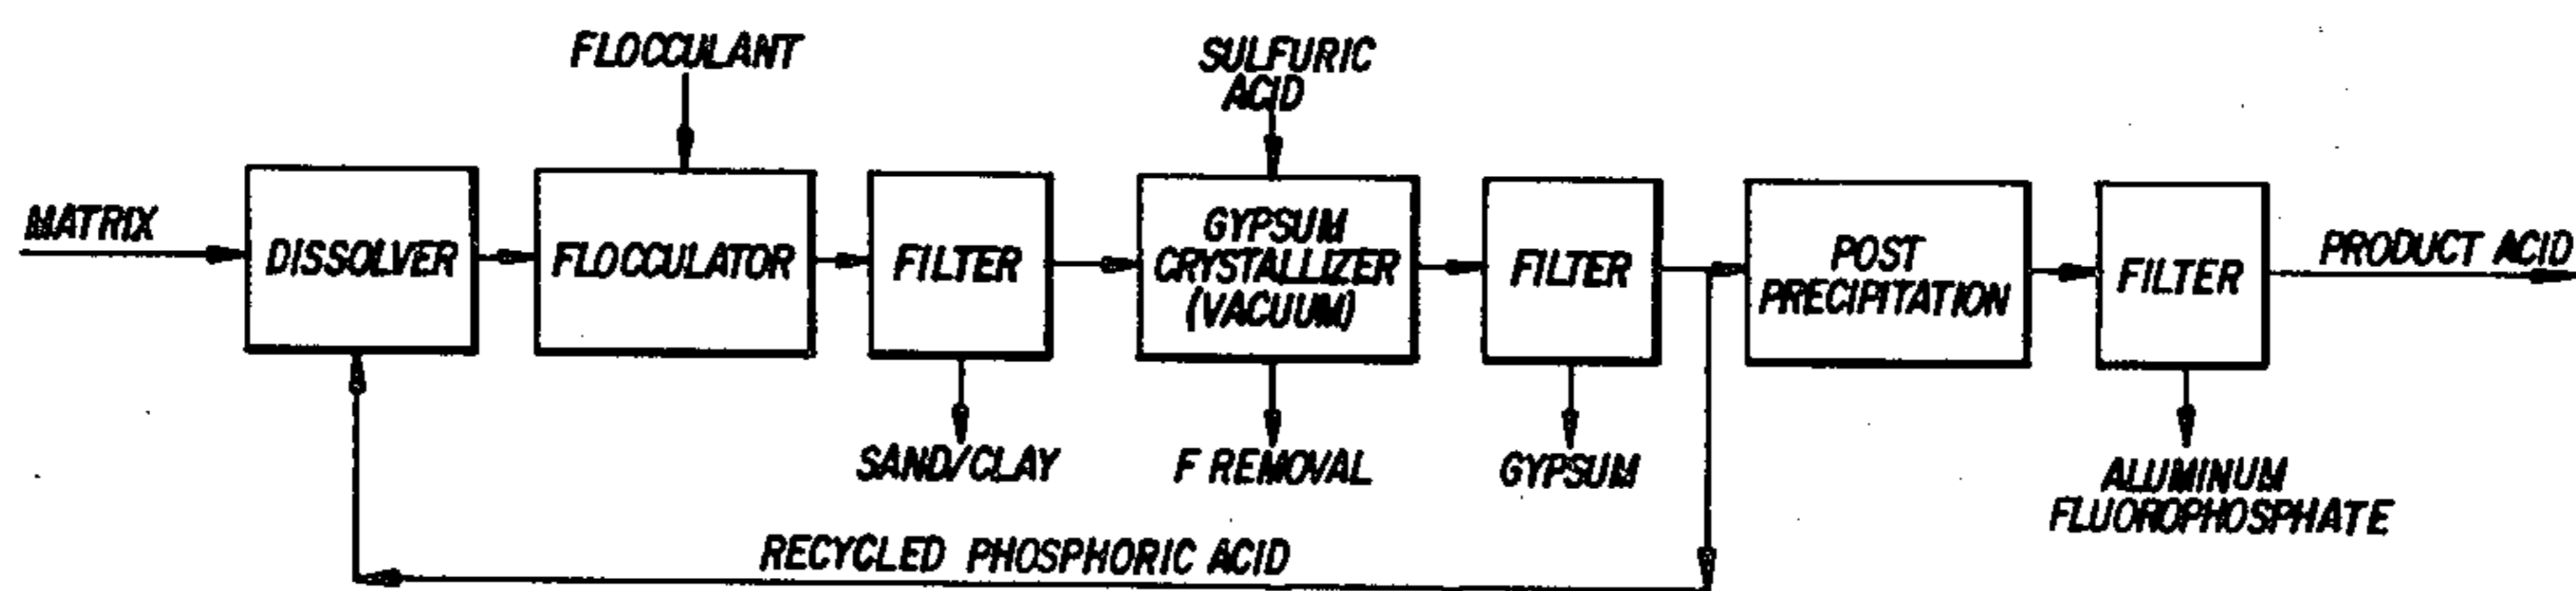 FLOCCULANT
SULFURIC
ACID
MATRIX
DISSOLVER
FLOCCULATOR
FILTER
GYPSUM
CRYSTALLIZER
(VACUUM)
FILTER
POST
PRECIPITATION
FILTER
PRODUCT ACID
SAND/CLAY
F REMOVAL
GYPSUM
ALUMINUM
FLUOROPHOSPHATE
RECYCLED PHOSPHORIC ACID